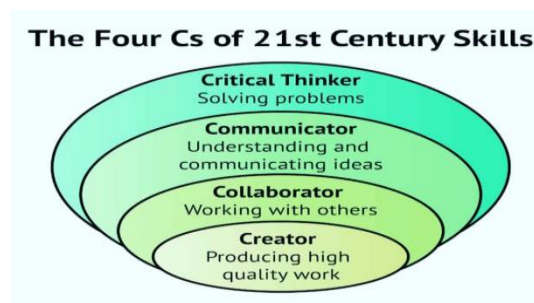 The Four Cs of 21st Century Skills
Critical Thinker
Solving problems
Communicator
Understanding and
communicating ideas
Collaborator
Working with others
Creator
Producing high
quality work